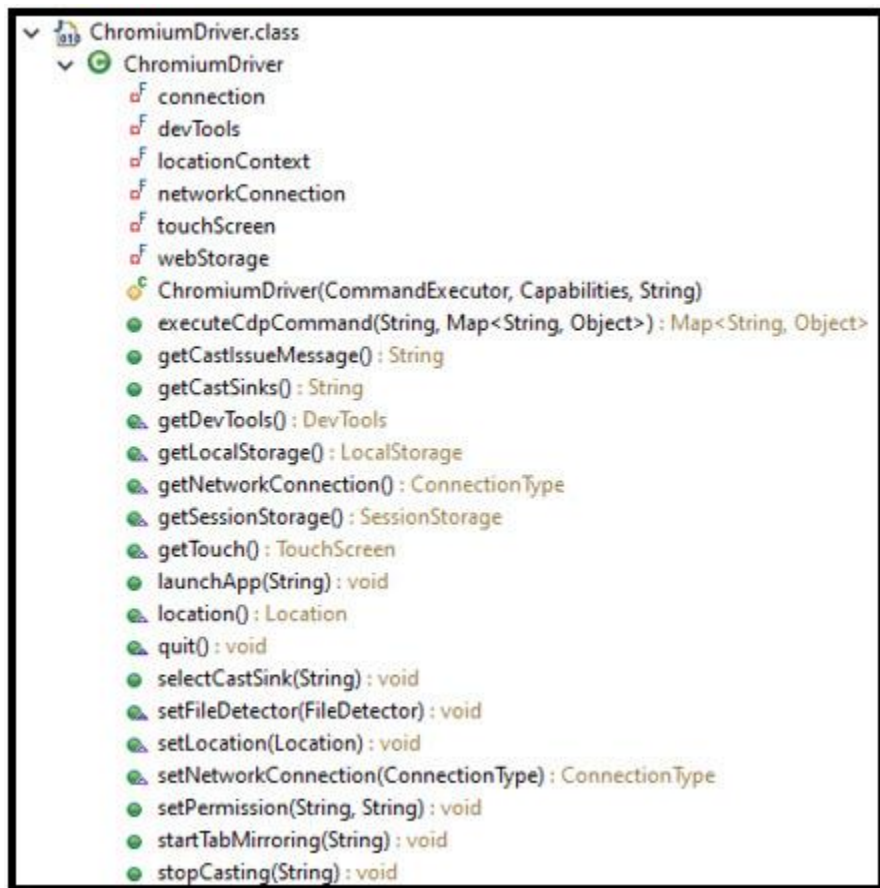 ChromiumDriver.class
ChromiumDriver
connection
devTools
locationContext
networkConnection
touchScreen
webStorage
ChromiumDriver(CommandExecutor, Capabilities, String)
executeCdpCommand(String, Map<String, Object>) : Map<String, Object>
getCastIssueMessage() : String
getCastSinks() : String
getDevTools() : DevTools
getLocalStorage() : LocalStorage
getNetworkConnection() : ConnectionType
getSessionStorage() : SessionStorage
getTouch() : TouchScreen
launchApp(String) : void
location() : Location
quit() : void
selectCastSink(String) : void
setFileDetector(FileDetector) : void
setLocation(Location) : void
setNetworkConnection(ConnectionType) : ConnectionType
setPermission(String, String) : void
startTabMirroring(String) : void
stopCasting(String) : void